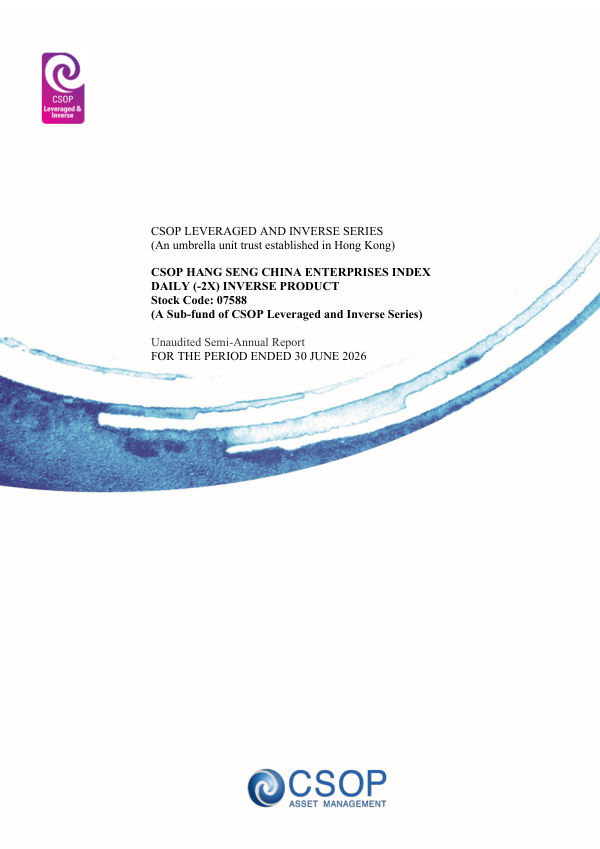 CSOP
Leveraged &
Inverse
CSOP LEVERAGED AND INVERSE SERIES
(An umbrella unit trust established in Hong Kong)
CSOP HANG SENG CHINA ENTERPRISES INDEX
DAILY (-2X) INVERSE PRODUCT
Stock Code: 07588
(A Sub-fund of CSOP Leveraged and Inverse Series)
Unaudited Semi-Annual Report
FOR THE PERIOD ENDED 30 JUNE 2026
CSOP
ASSET MANAGEMENT